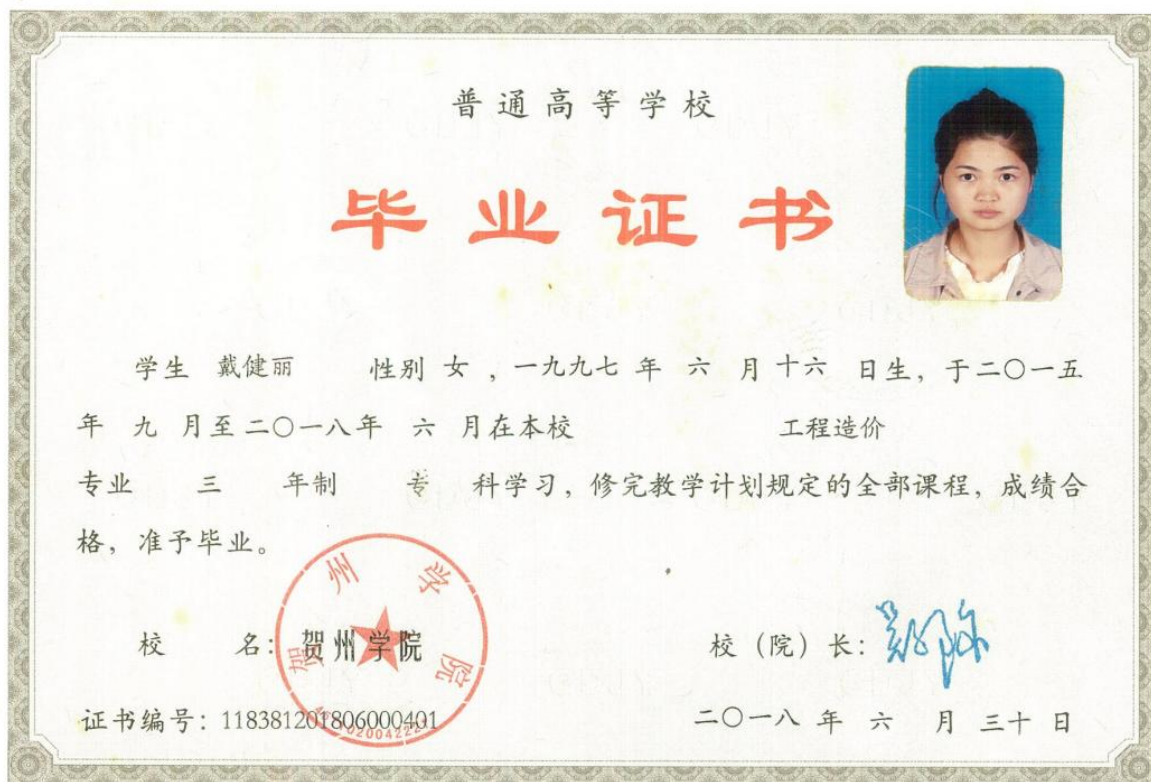 普通高等学校
毕业证书
学生 戴健丽 性别 女 , 一九九七 年 六 月 十六 日生, 于二〇一五
年 九 月至 二〇一八年 六 月在本校 工程造价
专业 三 年制 专 科学习, 修完教学计划规定的全部课程, 成绩合
格, 准予毕业。
贺州学院
校 名: 贺州学院
校(院)长:
证书编号: 118381201806000401
二〇一八 年 六 月 三十 日